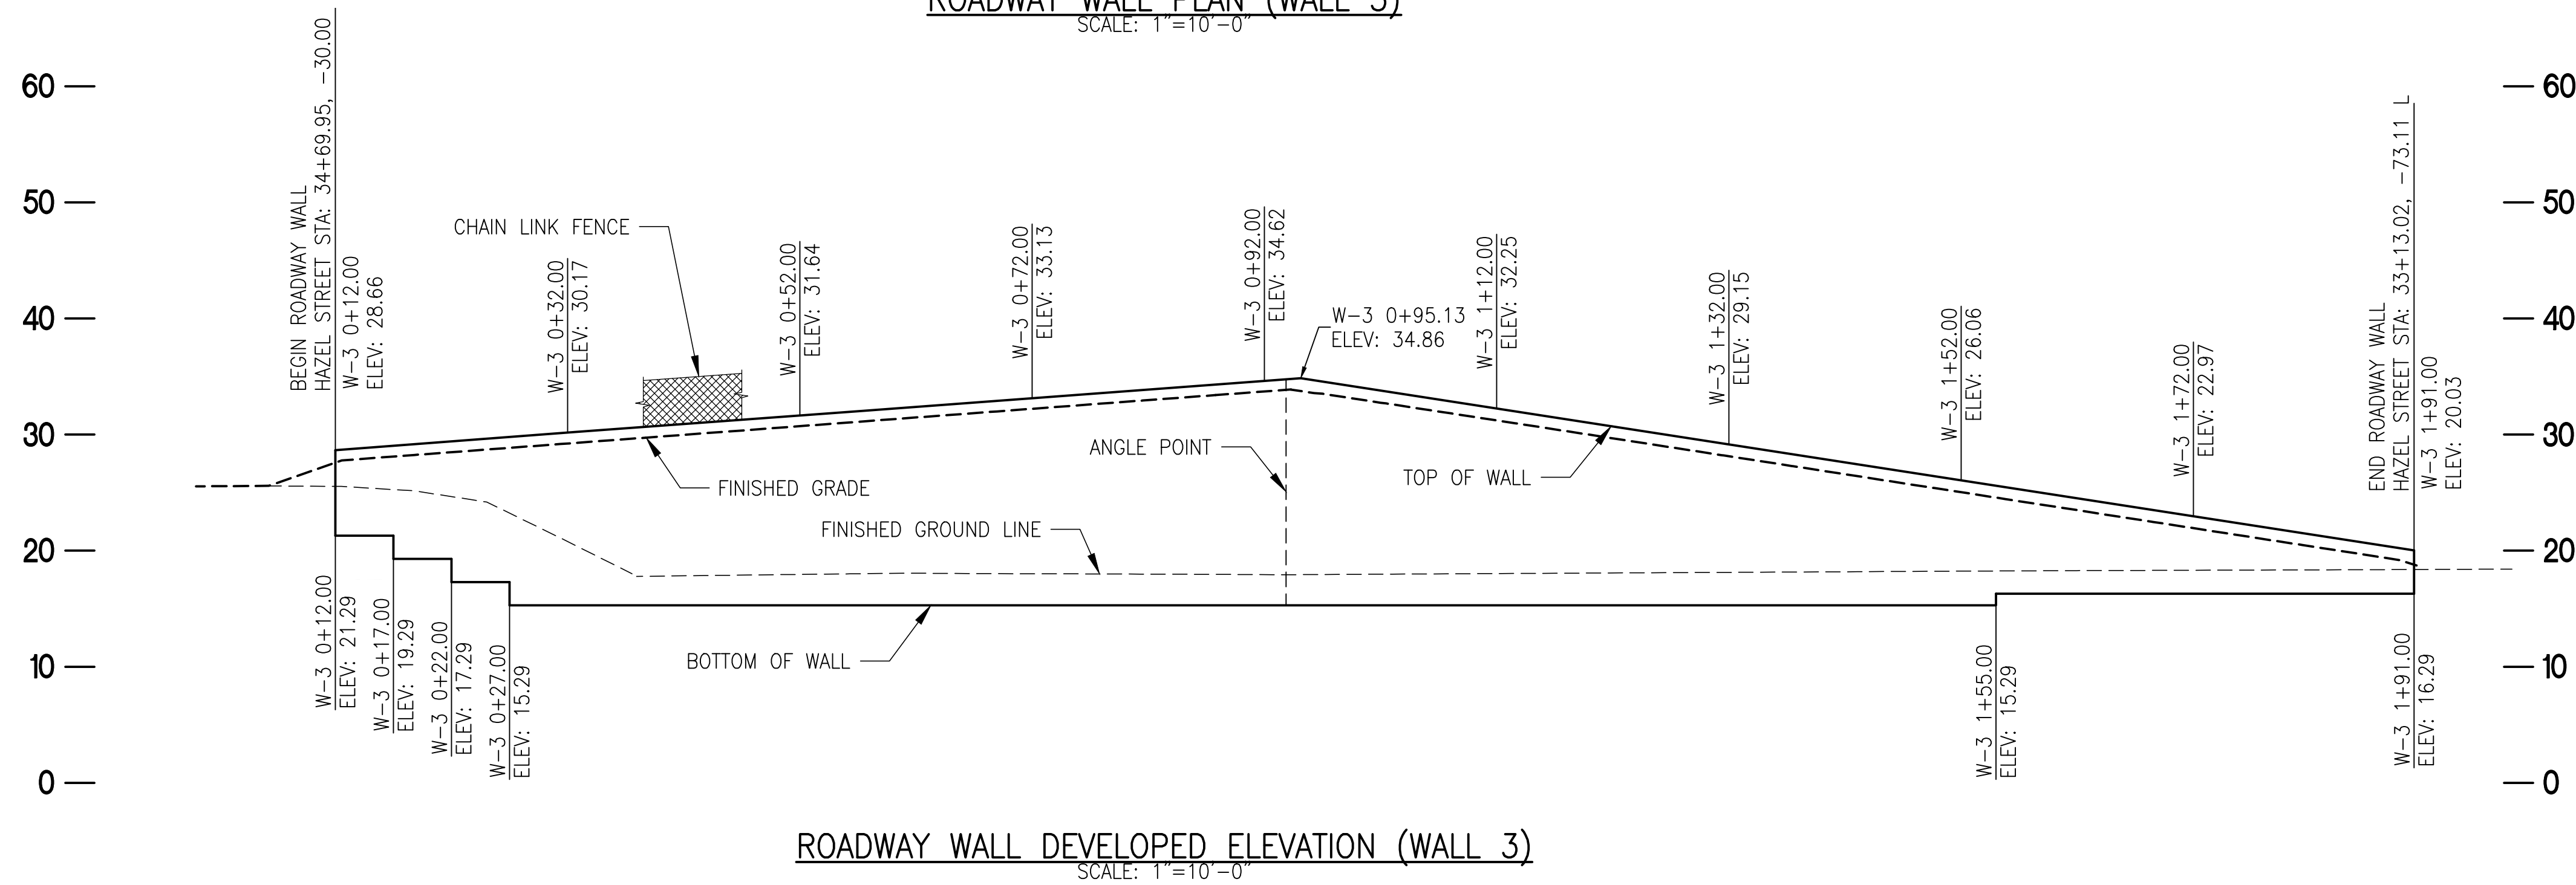 ROADWAY WALL PLAN (WALL 3)
SCALE: 1"=10'-0"
60
50
40
30
20
10
0
BEGIN ROADWAY WALL
HAZEL STREET STA: 34+69.95, -30.00
W-3 0+12.00
ELEV: 28.66
CHAIN LINK FENCE
W-3 0+32.00
ELEV: 30.17
W-3 0+52.00
ELEV: 31.64
W-3 0+72.00
ELEV: 33.13
W-3 0+92.00
ELEV: 34.62
W-3 0+95.13
ELEV: 34.86
W-3 1+12.00
ELEV: 32.25
W-3 1+32.00
ELEV: 29.15
W-3 1+52.00
ELEV: 26.06
W-3 1+72.00
ELEV: 22.97
END ROADWAY WALL
HAZEL STREET STA: 33+13.02, -73.11 L
W-3 1+91.00
ELEV: 20.03
60
50
40
30
20
10
0
FINISHED GRADE
ANGLE POINT
TOP OF WALL
FINISHED GROUND LINE
BOTTOM OF WALL
W-3 0+12.00
ELEV: 21.29
W-3 0+17.00
ELEV: 19.29
W-3 0+22.00
ELEV: 17.29
W-3 0+27.00
ELEV: 15.29
W-3 1+55.00
ELEV: 15.29
W-3 1+91.00
ELEV: 16.29
ROADWAY WALL DEVELOPED ELEVATION (WALL 3)
SCALE: 1"=10'-0"